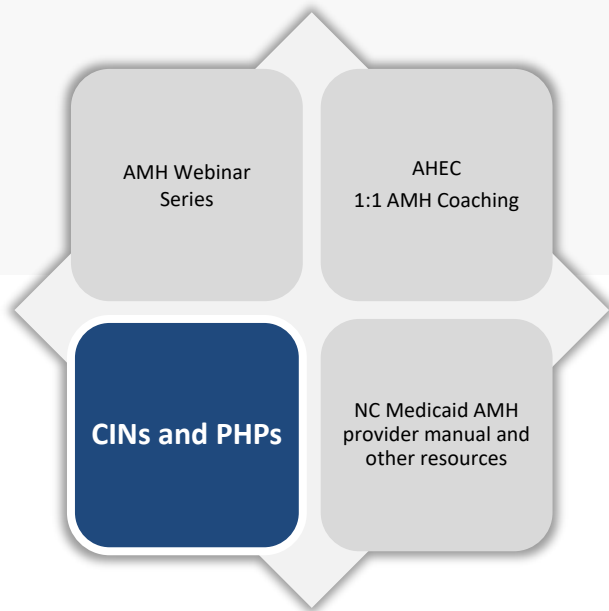 AMH Webinar
Series
AHEC
1:1 AMH Coaching
CINs and PHPs
NC Medicaid AMH
provider manual and
other resources